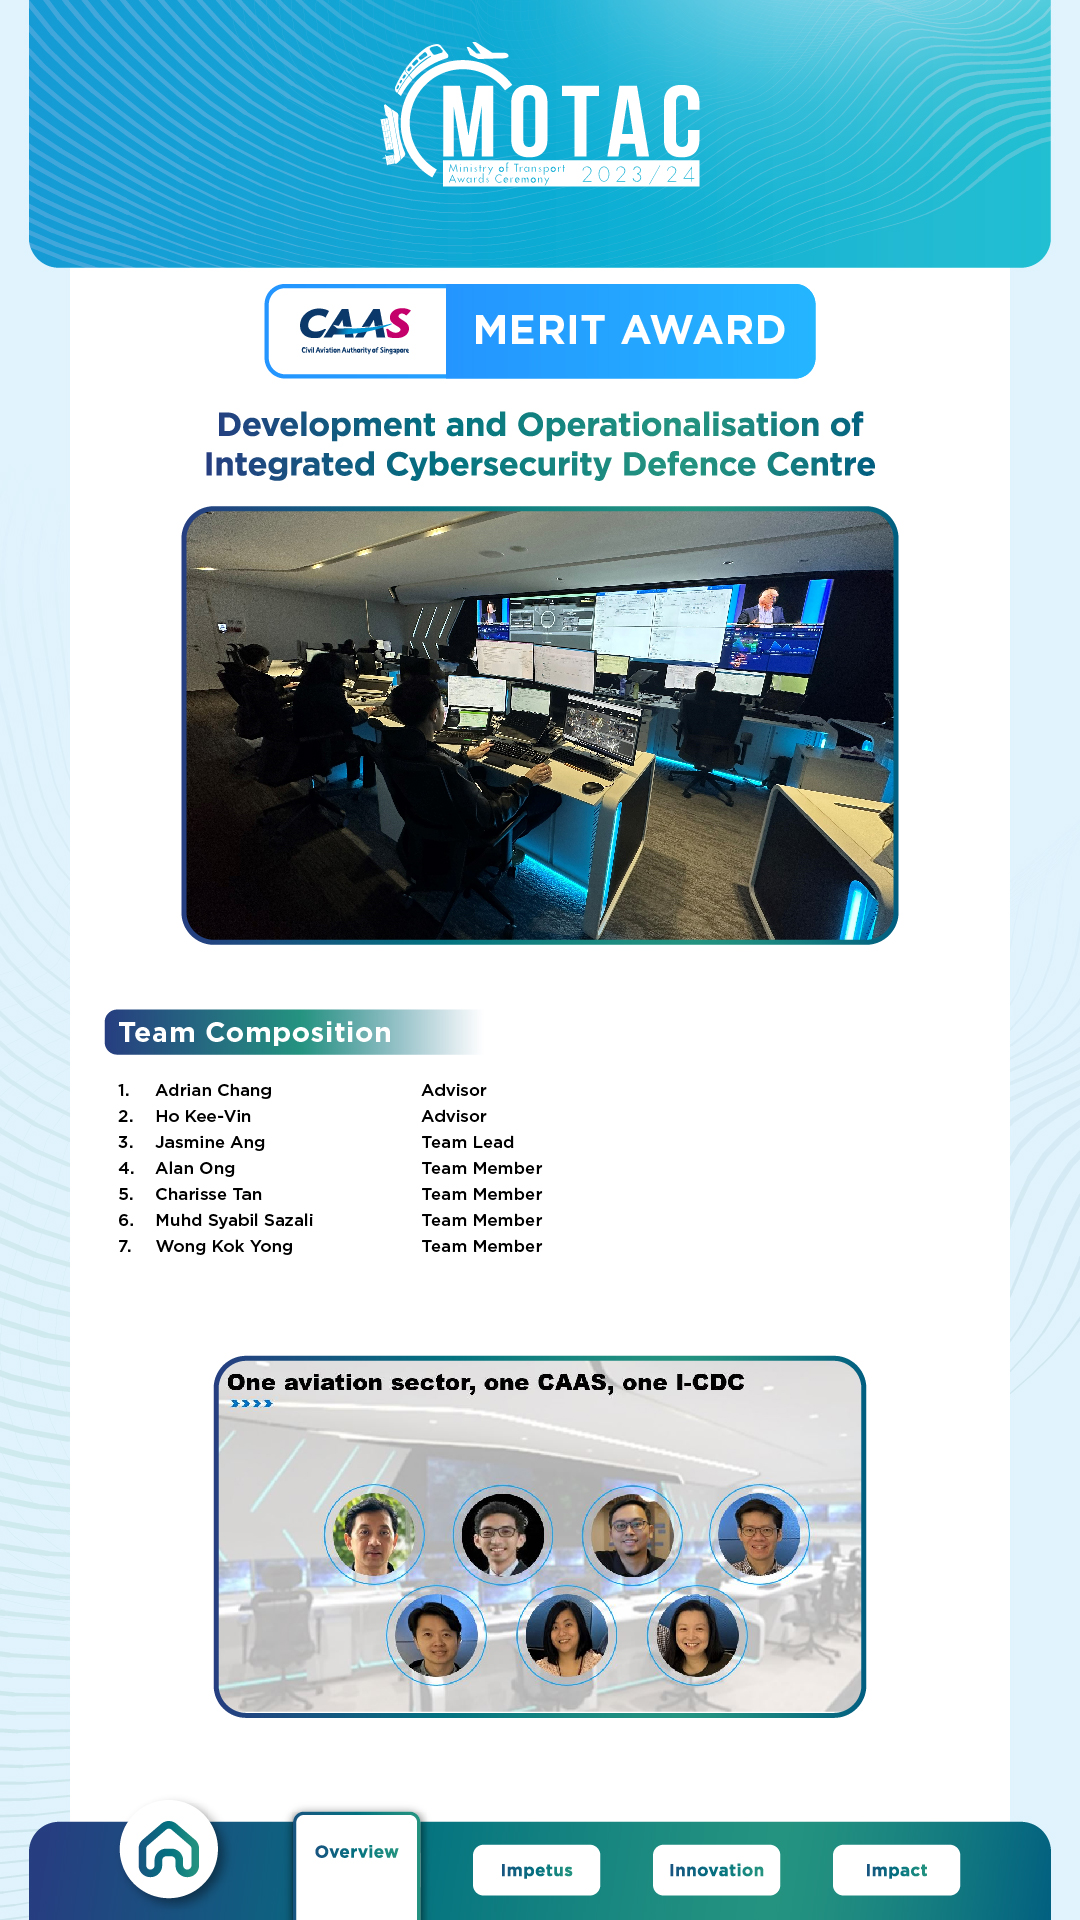 MOTAC
Ministry of Transport
Awards Ceremony 2023/24
CAAS
Civil Aviation Authority of Singapore
MERIT AWARD
Development and Operationalisation of
Integrated Cybersecurity Defence Centre
Team Composition
1. Adrian Chang Advisor
2. Ho Kee-Vin Advisor
3. Jasmine Ang Team Lead
4. Alan Ong Team Member
5. Charisse Tan Team Member
6. Muhd Syabil Sazali Team Member
7. Wong Kok Yong Team Member
One aviation sector, one CAAS, one I-CDC
Overview
Impetus
Innovation
Impact